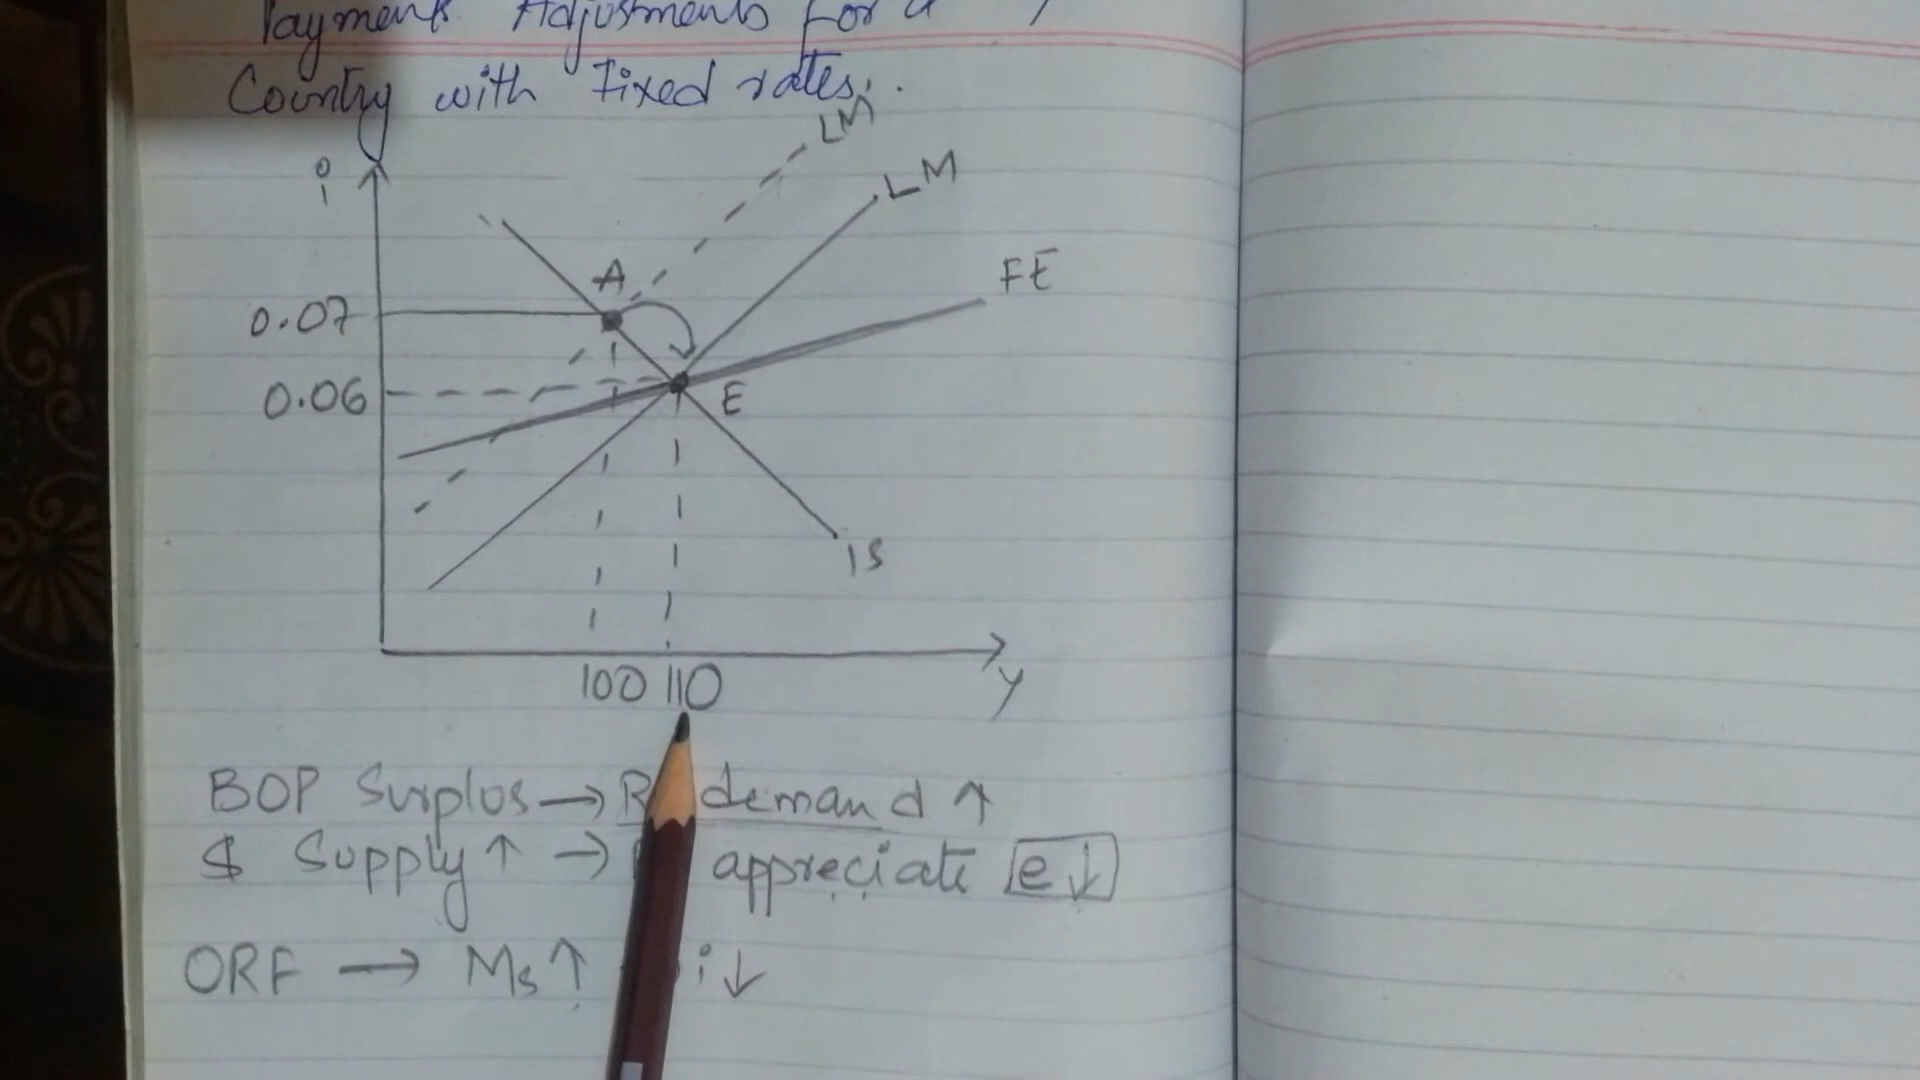 Payments Adjustments For a
Country with Fixed rates.
LM
i
LM
FE
A
0.07
0.06
E
IS
100 110
y
BOP Surplos → demand ↑
$ Supply ↑ → appreciate e↓
ORF → Ms ↑ i↓